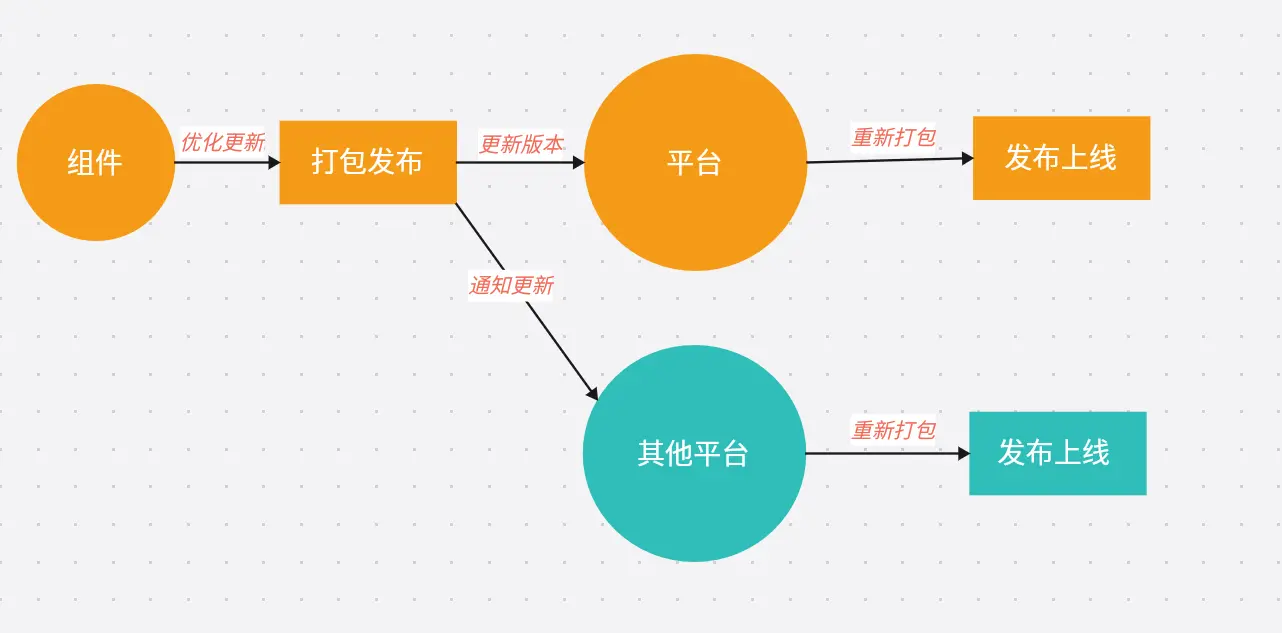 组件
优化更新
打包发布
更新版本
平台
重新打包
发布上线
通知更新
其他平台
重新打包
发布上线